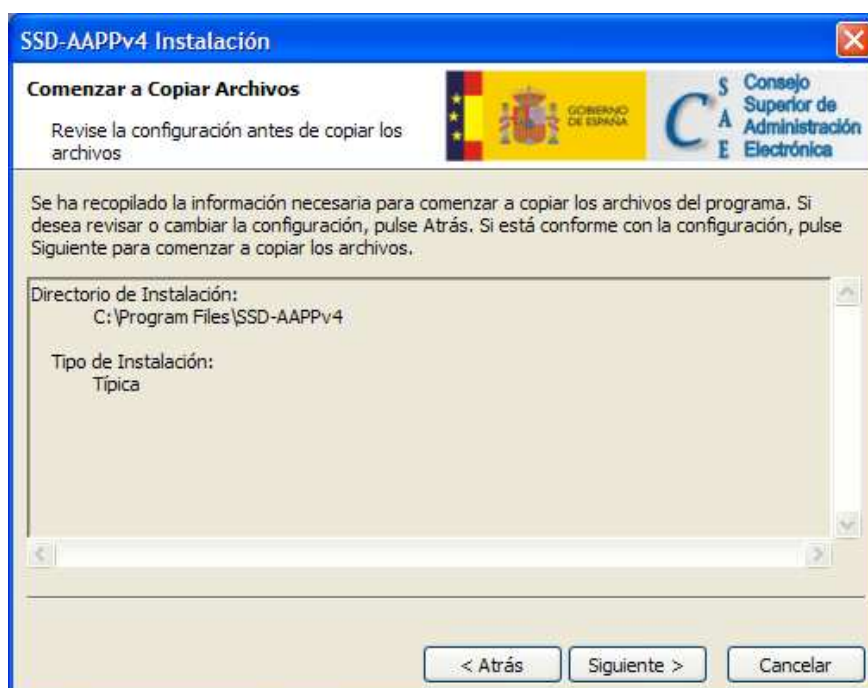 SSD-AAPPv4 Instalación
Comenzar a Copiar Archivos
Revise la configuración antes de copiar los
archivos
GOBIERNO
DE ESPAÑA
C
S
A
E
Consejo
Superior de
Administración
Electrónica
Se ha recopilado la información necesaria para comenzar a copiar los archivos del programa. Si
desea revisar o cambiar la configuración, pulse Atrás. Si está conforme con la configuración, pulse
Siguiente para comenzar a copiar los archivos.
Directorio de Instalación:
C:\Program Files\SSD-AAPPv4
Tipo de Instalación:
Típica
< Atrás
Siguiente >
Cancelar